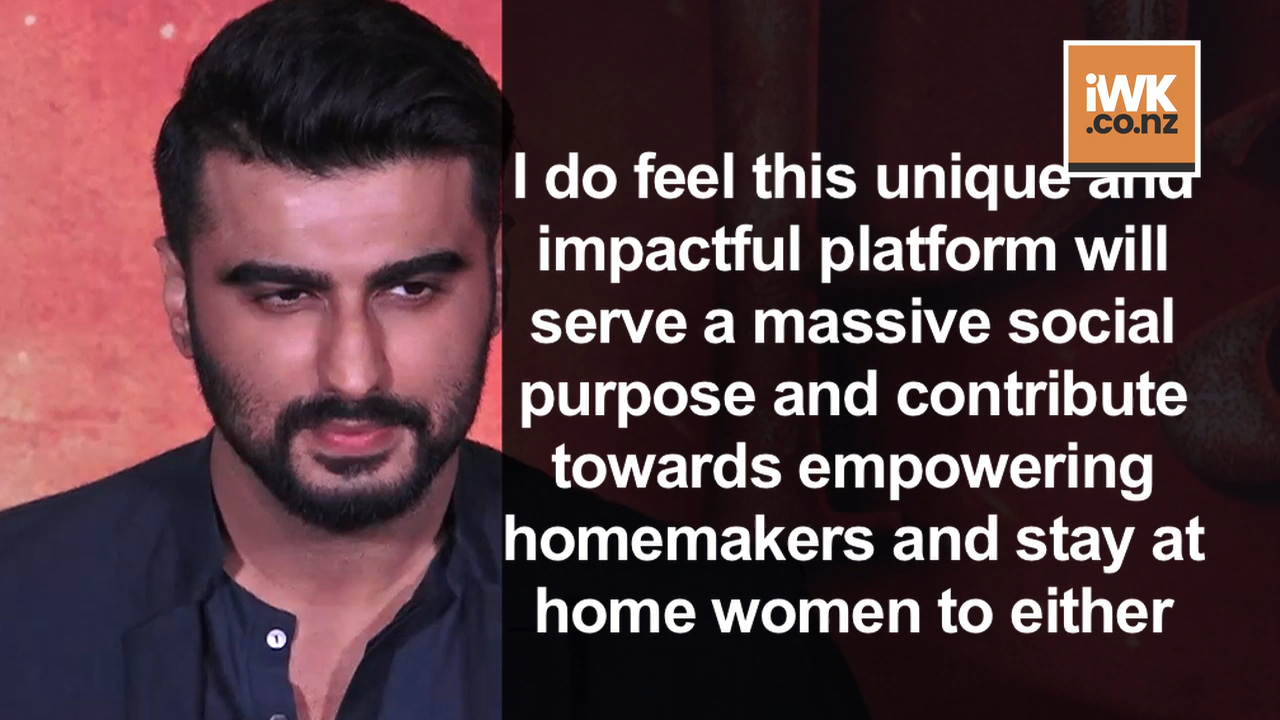 iWK
.co.nz
I do feel this unique and
impactful platform will
serve a massive social
purpose and contribute
towards empowering
homemakers and stay at
home women to either